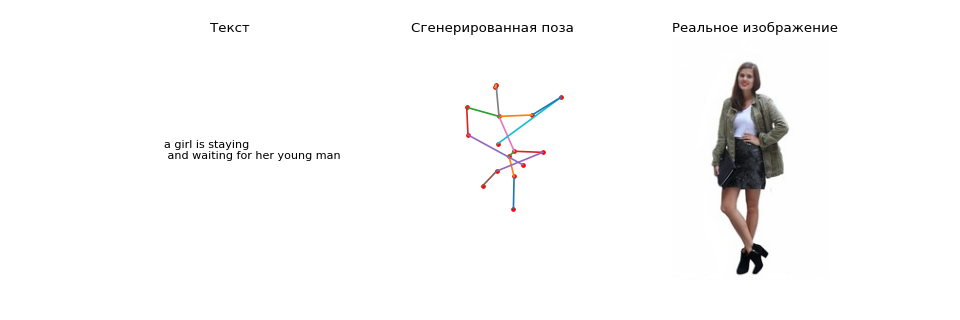 Текст
Сгенерированная поза
Реальное изображение
a girl is staying
and waiting for her young man